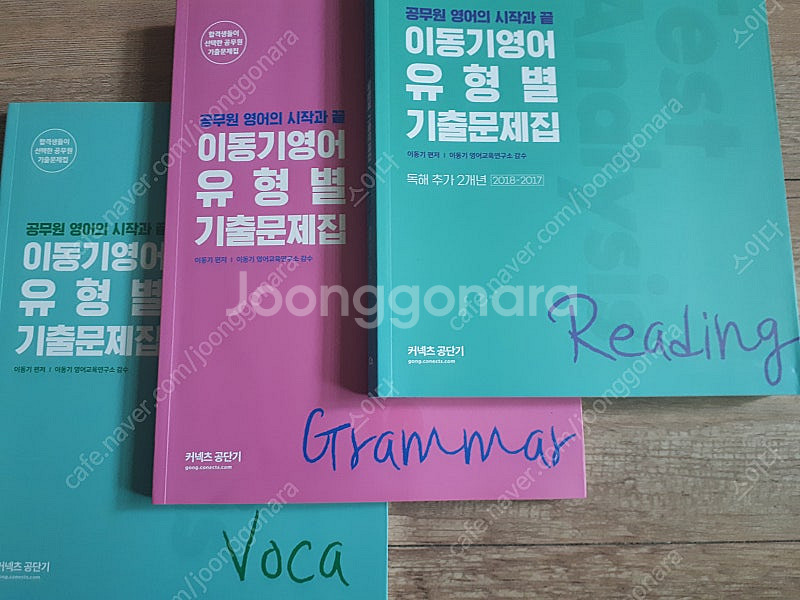 합격생들이
선택한 공무원
기출문제집
공무원 영어의 시작과 끝
이동기영어
유형별
기출문제집
이동기 편저 | 이동기 영어교육연구소 감수
커넥츠 공단기
gong.conects.com
Voca
합격생들이
선택한 공무원
기출문제집
공무원 영어의 시작과 끝
이동기영어
유형별
기출문제집
이동기 편저 | 이동기 영어교육연구소 감수
커넥츠 공단기
gong.conects.com
Grammar
공무원 영어의 시작과 끝
이동기영어
유형별
기출문제집
이동기 편저 | 이동기 영어교육연구소 감수
독해 추가 2개년 2018-2017
Test
Analysis
커넥츠 공단기
gong.conects.com
Reading
Joonggonara
cafe.naver.com/joonggonara
스이다